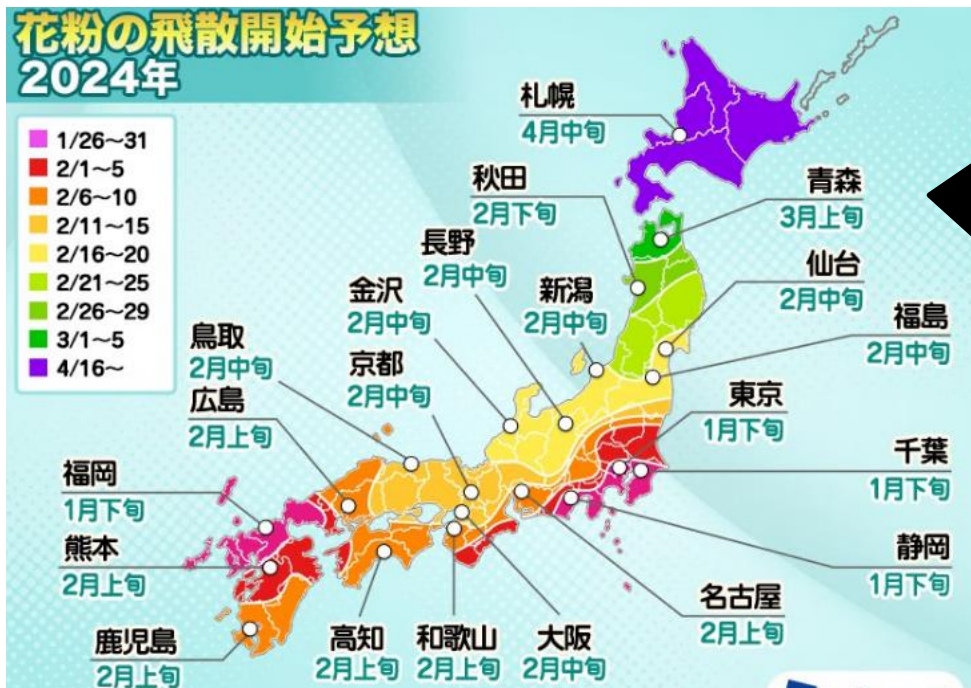 花粉の飛散開始予想
2024年
1/26～31
2/1～5
2/6～10
2/11～15
2/16～20
2/21～25
2/26～29
3/1～5
4/16～
札幌
4月中旬
秋田
2月下旬
青森
3月上旬
長野
2月中旬
仙台
2月中旬
金沢
2月中旬
新潟
2月中旬
福島
2月中旬
鳥取
2月中旬
京都
2月中旬
東京
1月下旬
広島
2月上旬
千葉
1月下旬
福岡
1月下旬
静岡
1月下旬
熊本
2月上旬
名古屋
2月上旬
鹿児島
2月上旬
高知
2月上旬
和歌山
2月上旬
大阪
2月中旬